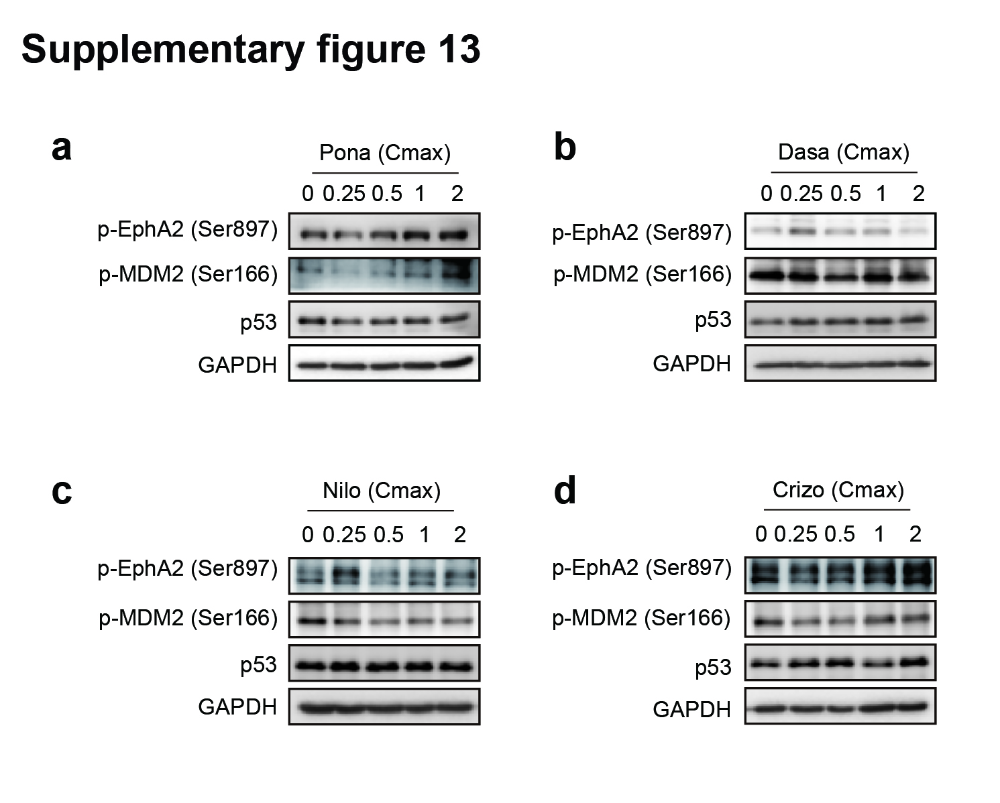 Supplementary figure 13
a
Pona (Cmax)
0 0.25 0.5 1 2
p-EphA2 (Ser897)
p-MDM2 (Ser166)
p53
GAPDH
b
Dasa (Cmax)
0 0.25 0.5 1 2
p-EphA2 (Ser897)
p-MDM2 (Ser166)
p53
GAPDH
c
Nilo (Cmax)
0 0.25 0.5 1 2
p-EphA2 (Ser897)
p-MDM2 (Ser166)
p53
GAPDH
d
Crizo (Cmax)
0 0.25 0.5 1 2
p-EphA2 (Ser897)
p-MDM2 (Ser166)
p53
GAPDH